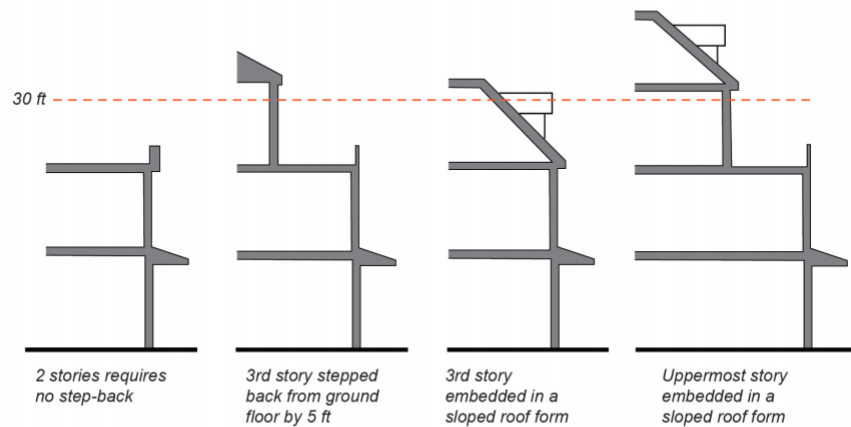 30 ft
2 stories requires
no step-back
3rd story stepped
back from ground
floor by 5 ft
3rd story
embedded in a
sloped roof form
Uppermost story
embedded in a
sloped roof form